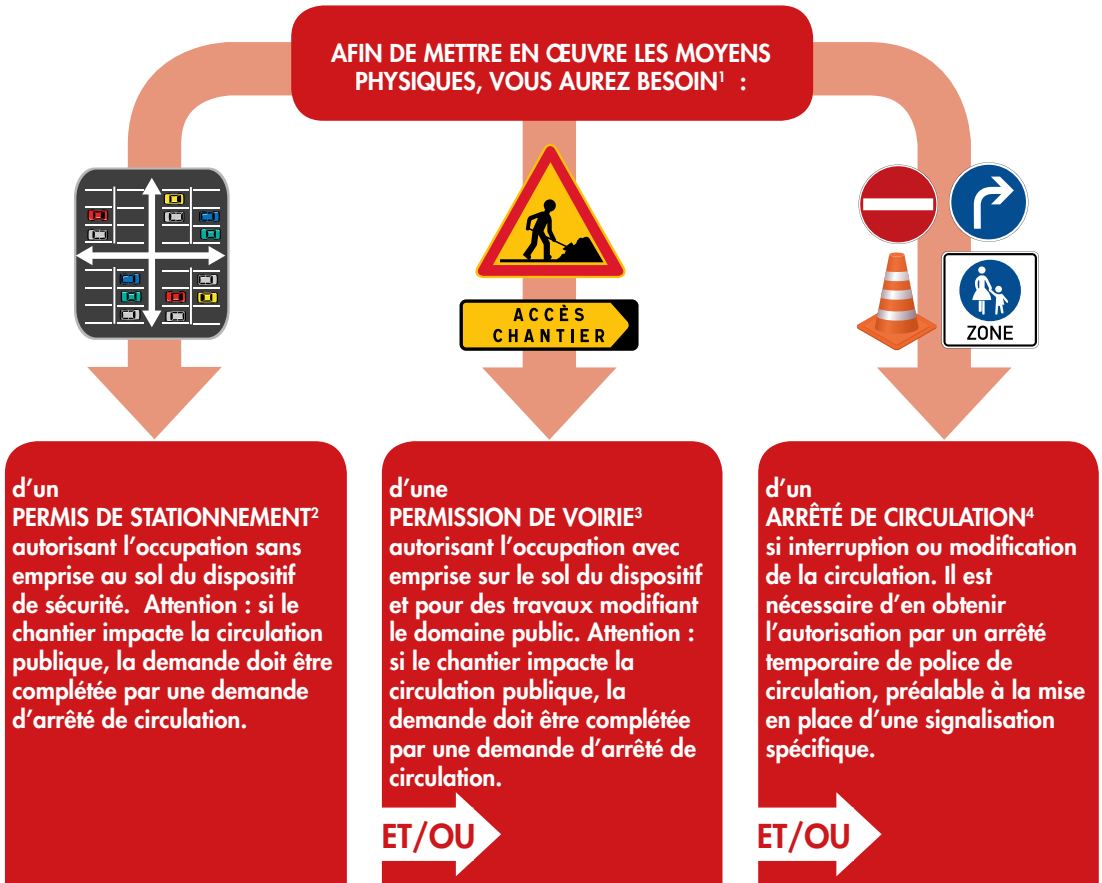 AFIN DE METTRE EN ŒUVRE LES MOYENS
PHYSIQUES, VOUS AUREZ BESOIN¹ :
ACCÈS
CHANTIER
ZONE
d’un
PERMIS DE STATIONNEMENT²
autorisant l’occupation sans
emprise au sol du dispositif
de sécurité. Attention : si le
chantier impacte la circulation
publique, la demande doit être
complétée par une demande
d’arrêté de circulation.
d’une
PERMISSION DE VOIRIE³
autorisant l’occupation avec
emprise sur le sol du dispositif
et pour des travaux modifiant
le domaine public. Attention :
si le chantier impacte la
circulation publique, la
demande doit être complétée
par une demande d’arrêté de
circulation.
ET/OU
d’un
ARRÊTÉ DE CIRCULATION⁴
si interruption ou modification
de la circulation. Il est
nécessaire d’en obtenir
l’autorisation par un arrêté
temporaire de police de
circulation, préalable à la mise
en place d’une signalisation
spécifique.
ET/OU